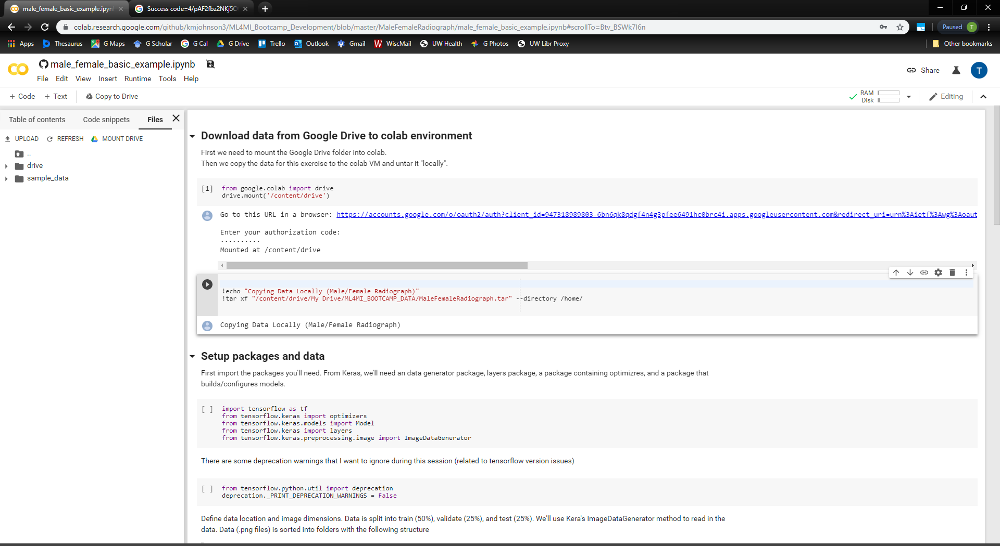 male_female_basic_example.ipyn
Success code=4/pAF2fbz2NKj5O
colab.research.google.com/github/kmjohnson3/ML4MI_Bootcamp_Development/blob/master/MaleFemaleRadiograph/male_female_basic_example.ipynb#scrollTo=Btv_BSWk7I6n
Paused T
Apps Thesaurus G Maps G Scholar G Cal G Drive Trello Outlook Gmail WiscMail UW Health G Photos UW Libr Proxy Other bookmarks
male_female_basic_example.ipynb
Share T
File Edit View Insert Runtime Tools Help
+ Code + Text Copy to Drive
RAM
Disk
Editing
Table of contents Code snippets Files
UPLOAD REFRESH MOUNT DRIVE
..
drive
sample_data
Download data from Google Drive to colab environment
First we need to mount the Google Drive folder into colab.
Then we copy the data for this exercise to the colab VM and untar it "locally".
[1] from google.colab import drive
drive.mount('/content/drive')
Go to this URL in a browser: https://accounts.google.com/o/oauth2/auth?client_id=947318989803-6bn6qk8qdgf4n4g3pfee6491hc0brc4i.apps.googleusercontent.com&redirect_uri=urn%3Aietf%3Awg%3Aoaut
Enter your authorization code:
··········
Mounted at /content/drive
!echo "Copying Data Locally (Male/Female Radiograph)"
!tar xf "/content/drive/My Drive/ML4MI_BOOTCAMP_DATA/MaleFemaleRadiograph.tar" --directory /home/
Copying Data Locally (Male/Female Radiograph)
Setup packages and data
First import the packages you'll need. From Keras, we'll need an data generator package, layers package, a package containing optimizres, and a package that
builds/configures models.
[ ] import tensorflow as tf
from tensorflow.keras import optimizers
from tensorflow.keras.models import Model
from tensorflow.keras import layers
from tensorflow.keras.preprocessing.image import ImageDataGenerator
There are some deprecation warnings that I want to ignore during this session (related to tensorflow version issues)
[ ] from tensorflow.python.util import deprecation
deprecation._PRINT_DEPRECATION_WARNINGS = False
Define data location and image dimensions. Data is split into train (50%), validate (25%), and test (25%). We'll use Kera's ImageDataGenerator method to read in the
data. Data (.png files) is sorted into folders with the following structure